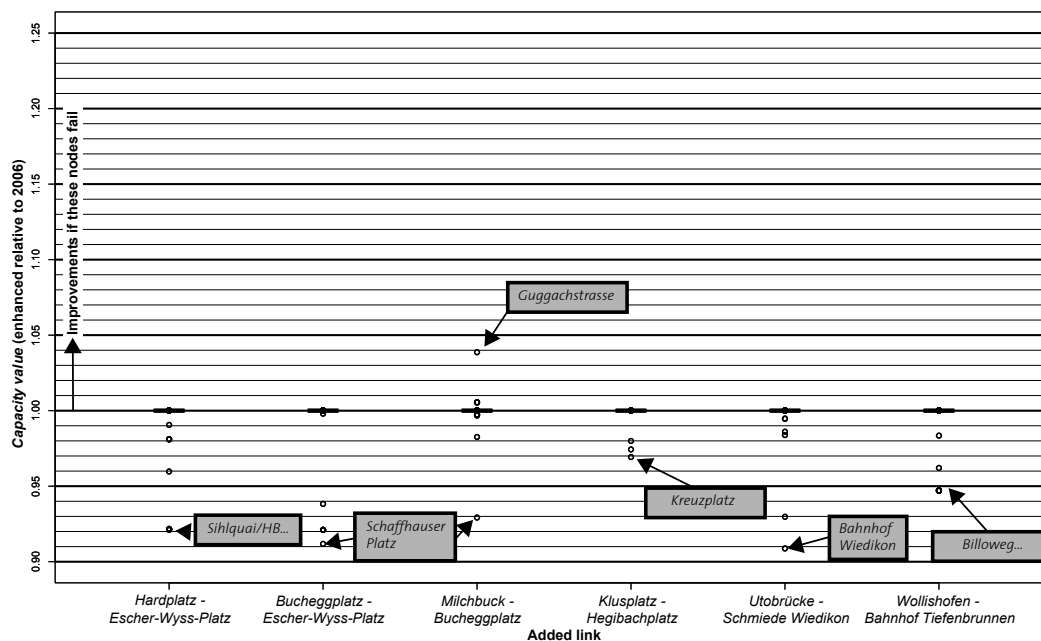 Capacity value (enhanced relative to 2006)
Improvements if these nodes fail
1.25
1.20
1.15
1.10
1.05
1.00
0.95
0.90
Guggachstrasse
Kreuzplatz
Sihlquai/HB...
Schaffhauser
Platz
Bahnhof
Wiedikon
Billoweg...
Hardplatz -
Escher-Wyss-Platz
Bucheggplatz -
Escher-Wyss-Platz
Milchbuck -
Bucheggplatz
Klusplatz -
Hegibachplatz
Utobrücke -
Schmiede Wiedikon
Wollishofen -
Bahnhof Tiefenbrunnen
Added link